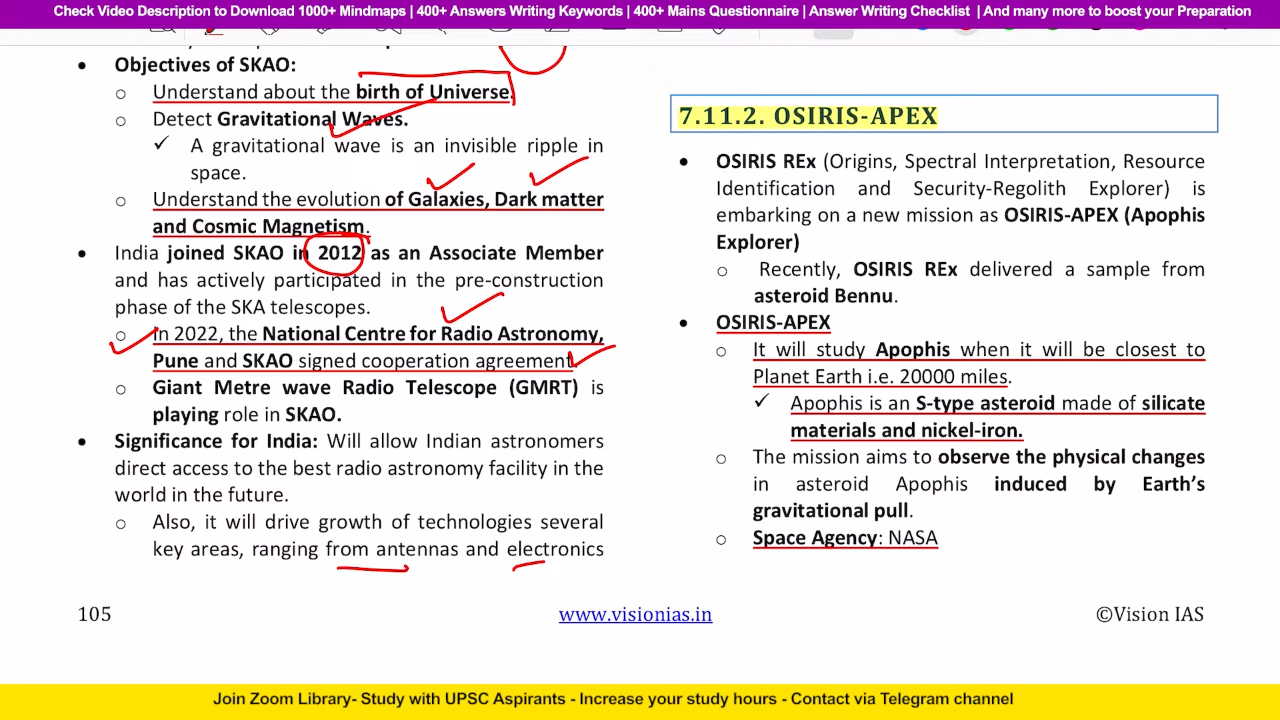 Check Video Description to Download 1000+ Mindmaps | 400+ Answers Writing Keywords | 400+ Mains Questionnaire | Answer Writing Checklist | And many more to boost your Preparation
• Objectives of SKAO:
o Understand about the birth of Universe.
o Detect Gravitational Waves.
✓ A gravitational wave is an invisible ripple in
space.
o Understand the evolution of Galaxies, Dark matter
and Cosmic Magnetism.
• India joined SKAO in 2012 as an Associate Member
and has actively participated in the pre-construction
phase of the SKA telescopes.
o In 2022, the National Centre for Radio Astronomy,
Pune and SKAO signed cooperation agreement
o Giant Metre wave Radio Telescope (GMRT) is
playing role in SKAO.
• Significance for India: Will allow Indian astronomers
direct access to the best radio astronomy facility in the
world in the future.
o Also, it will drive growth of technologies several
key areas, ranging from antennas and electronics
7.11.2. OSIRIS-APEX
• OSIRIS REx (Origins, Spectral Interpretation, Resource
Identification and Security-Regolith Explorer) is
embarking on a new mission as OSIRIS-APEX (Apophis
Explorer)
o Recently, OSIRIS REx delivered a sample from
asteroid Bennu.
• OSIRIS-APEX
o It will study Apophis when it will be closest to
Planet Earth i.e. 20000 miles.
✓ Apophis is an S-type asteroid made of silicate
materials and nickel-iron.
o The mission aims to observe the physical changes
in asteroid Apophis induced by Earth's
gravitational pull.
o Space Agency: NASA
105 www.visionias.in ©Vision IAS
Join Zoom Library- Study with UPSC Aspirants - Increase your study hours - Contact via Telegram channel